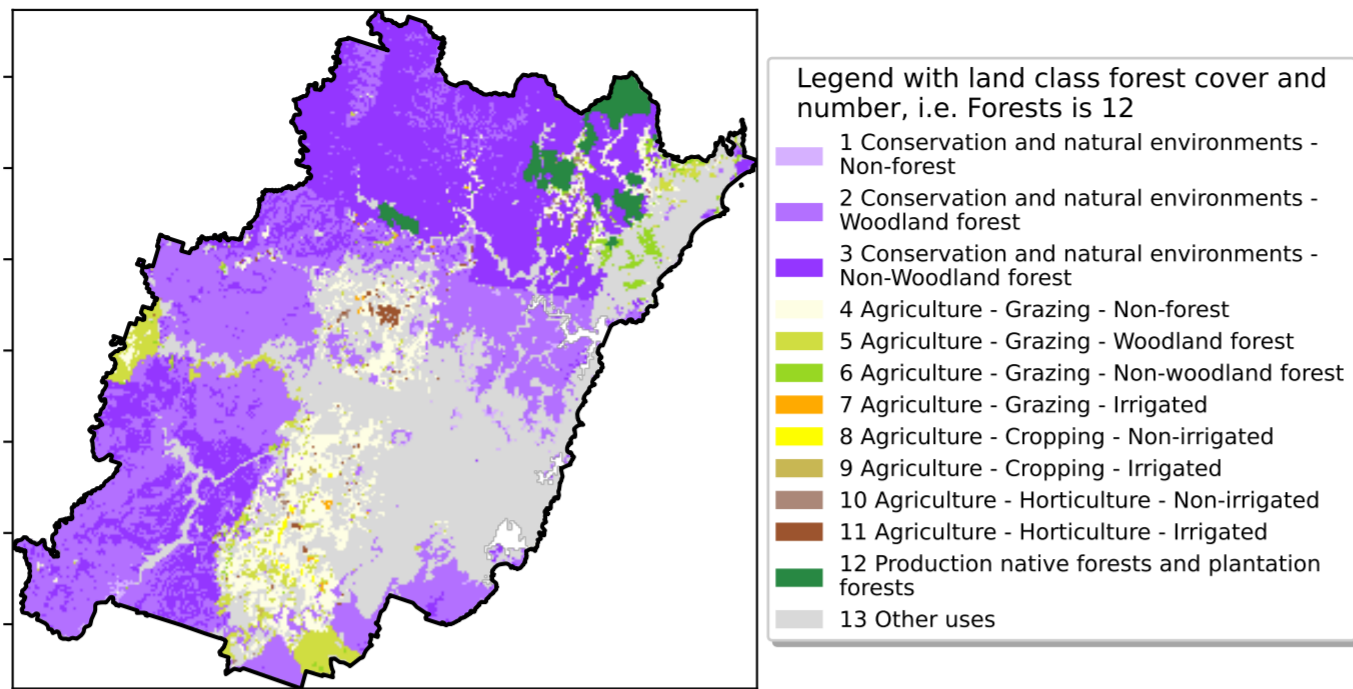 Legend with land class forest cover and
number, i.e. Forests is 12
1 Conservation and natural environments -
Non-forest
2 Conservation and natural environments -
Woodland forest
3 Conservation and natural environments -
Non-Woodland forest
4 Agriculture - Grazing - Non-forest
5 Agriculture - Grazing - Woodland forest
6 Agriculture - Grazing - Non-woodland forest
7 Agriculture - Grazing - Irrigated
8 Agriculture - Cropping - Non-irrigated
9 Agriculture - Cropping - Irrigated
10 Agriculture - Horticulture - Non-irrigated
11 Agriculture - Horticulture - Irrigated
12 Production native forests and plantation
forests
13 Other uses